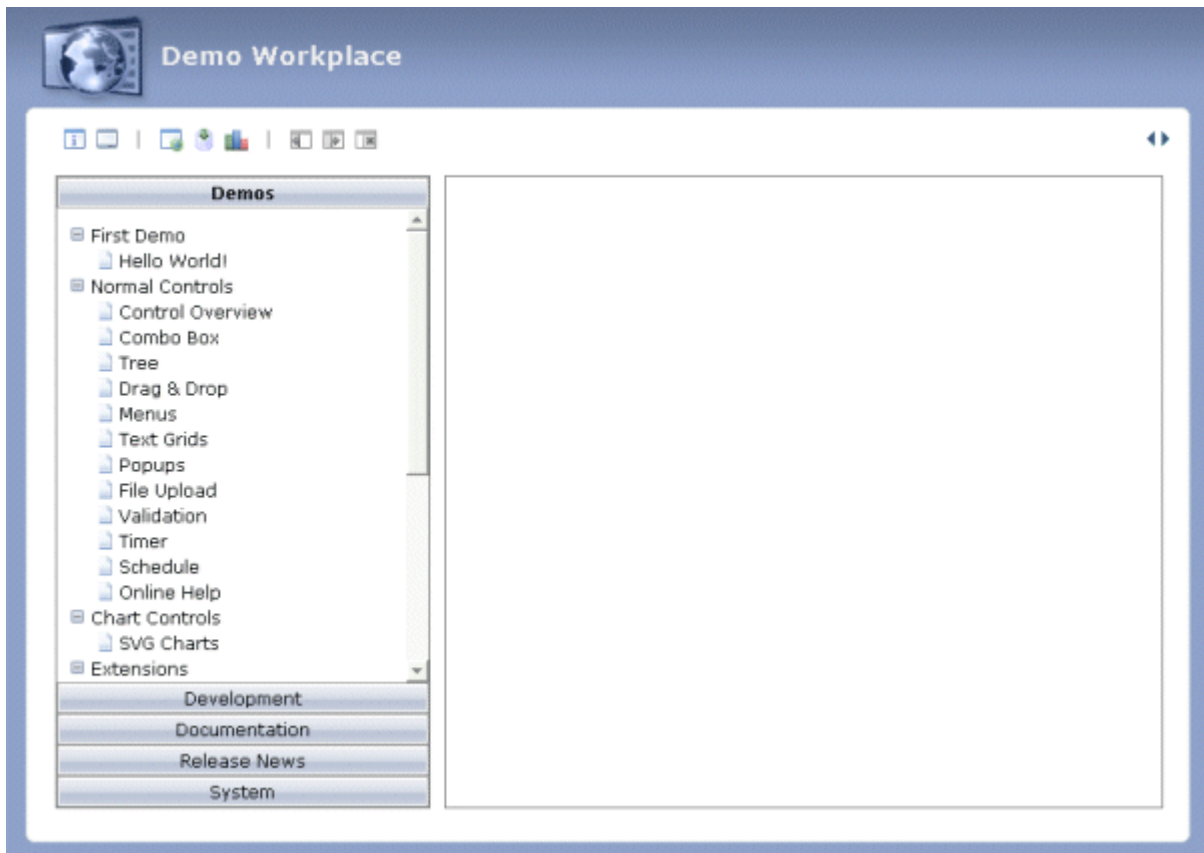 Demo Workplace
Demos
First Demo
Hello World!
Normal Controls
Control Overview
Combo Box
Tree
Drag & Drop
Menus
Text Grids
Popups
File Upload
Validation
Timer
Schedule
Online Help
Chart Controls
SVG Charts
Extensions
Development
Documentation
Release News
System